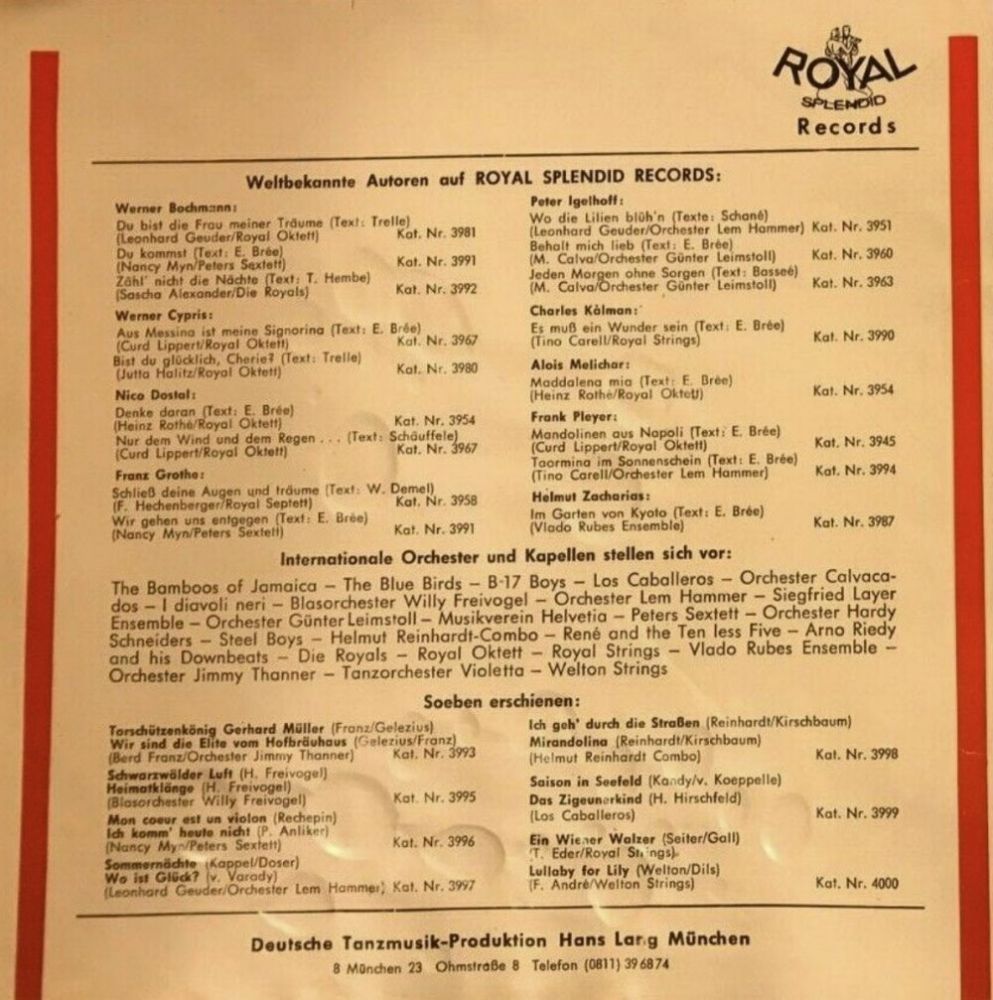 ROYAL
SPLENDID
Records
Weltbekannte Autoren auf ROYAL SPLENDID RECORDS:
Werner Bochmann:
Du bist die Frau meiner Träume (Text: Trelle)
(Leonhard Geuder/Royal Oktett) Kat. Nr. 3981
Du kommst (Text: E. Brée)
(Nancy Myn/Peters Sextett) Kat. Nr. 3991
Zähl' nicht die Nächte (Text: T. Hembe)
(Sascha Alexander/Die Royals) Kat. Nr. 3992
Werner Cypris:
Aus Messina ist meine Signorina (Text: E. Brée)
(Curd Lippert/Royal Oktett) Kat. Nr. 3967
Bist du glücklich, Cherie? (Text: Trelle)
(Jutta Halitz/Royal Oktett) Kat. Nr. 3980
Nico Dostal:
Denke daran (Text: E. Brée)
(Heinz Rothé/Royal Oktett) Kat. Nr. 3954
Nur dem Wind und dem Regen . . . (Text: Schäuffele)
(Curd Lippert/Royal Oktett) Kat. Nr. 3967
Franz Grothe:
Schließ deine Augen und träume (Text: W. Demel)
(F. Hechenberger/Royal Septett) Kat. Nr. 3958
Wir gehen uns entgegen (Text: E. Brée)
(Nancy Myn/Peters Sextett) Kat. Nr. 3991
Peter Igelhoff:
Wo die Lilien blüh'n (Texte: Schané)
(Leonhard Geuder/Orchester Lem Hammer) Kat. Nr. 3951
Behalt mich lieb (Text: E. Brée)
(M. Calva/Orchester Günter Leimstoll) Kat. Nr. 3960
Jeden Morgen ohne Sorgen (Text: Basseé)
(M. Calva/Orchester Günter Leimstoll) Kat. Nr. 3963
Charles Kálman:
Es muß ein Wunder sein (Text: E. Brée)
(Tino Carell/Royal Strings) Kat. Nr. 3990
Alois Melichar:
Maddalena mia (Text: E. Brée)
(Heinz Rothé/Royal Oktett) Kat. Nr. 3954
Frank Pleyer:
Mandolinen aus Napoli (Text: E. Brée)
(Curd Lippert/Royal Oktett) Kat. Nr. 3945
Taormina im Sonnenschein (Text: E. Brée)
(Tino Carell/Orchester Lem Hammer) Kat. Nr. 3994
Helmut Zacharias:
Im Garten von Kyoto (Text: E. Brée)
(Vlado Rubes Ensemble) Kat. Nr. 3987
Internationale Orchester und Kapellen stellen sich vor:
The Bamboos of Jamaica – The Blue Birds – B-17 Boys – Los Caballeros – Orchester Calvaca-
dos – I diavoli neri – Blasorchester Willy Freivogel – Orchester Lem Hammer – Siegfried Layer
Ensemble – Orchester Günter Leimstoll – Musikverein Helvetia – Peters Sextett – Orchester Hardy
Schneiders – Steel Boys – Helmut Reinhardt-Combo – René and the Ten less Five – Arno Riedy
and his Downbeats – Die Royals – Royal Oktett – Royal Strings – Vlado Rubes Ensemble –
Orchester Jimmy Thanner – Tanzorchester Violetta – Welton Strings
Soeben erschienen:
Torschützenkönig Gerhard Müller (Franz/Gelezius)
Wir sind die Elite vom Hofbräuhaus (Gelezius/Franz)
(Berd Franz/Orchester Jimmy Thanner) Kat. Nr. 3993
Schwarzwälder Luft (H. Freivogel)
Heimatklänge (H. Freivogel)
(Blasorchester Willy Freivogel) Kat. Nr. 3995
Mon coeur est un violon (Rechepin)
Ich komm' heute nicht (P. Anliker)
(Nancy Myn/Peters Sextett) Kat. Nr. 3996
Sommernächte (Kappel/Doser)
Wo ist Glück? (v. Varady)
(Leonhard Geuder/Orchester Lem Hammer) Kat. Nr. 3997
Ich geh' durch die Straßen (Reinhardt/Kirschbaum)
Mirandolina (Reinhardt/Kirschbaum)
(Helmut Reinhardt Combo) Kat. Nr. 3998
Saison in Seefeld (Kandy/v. Koeppelle)
Das Zigeunerkind (H. Hirschfeld)
(Los Caballeros) Kat. Nr. 3999
Ein Wiener Walzer (Seiter/Gall)
(T. Eder/Royal Strings)
Lullaby for Lily (Welton/Dils)
(F. André/Welton Strings) Kat. Nr. 4000
Deutsche Tanzmusik-Produktion Hans Lang München
8 München 23 Ohmstraße 8 Telefon (0811) 396874